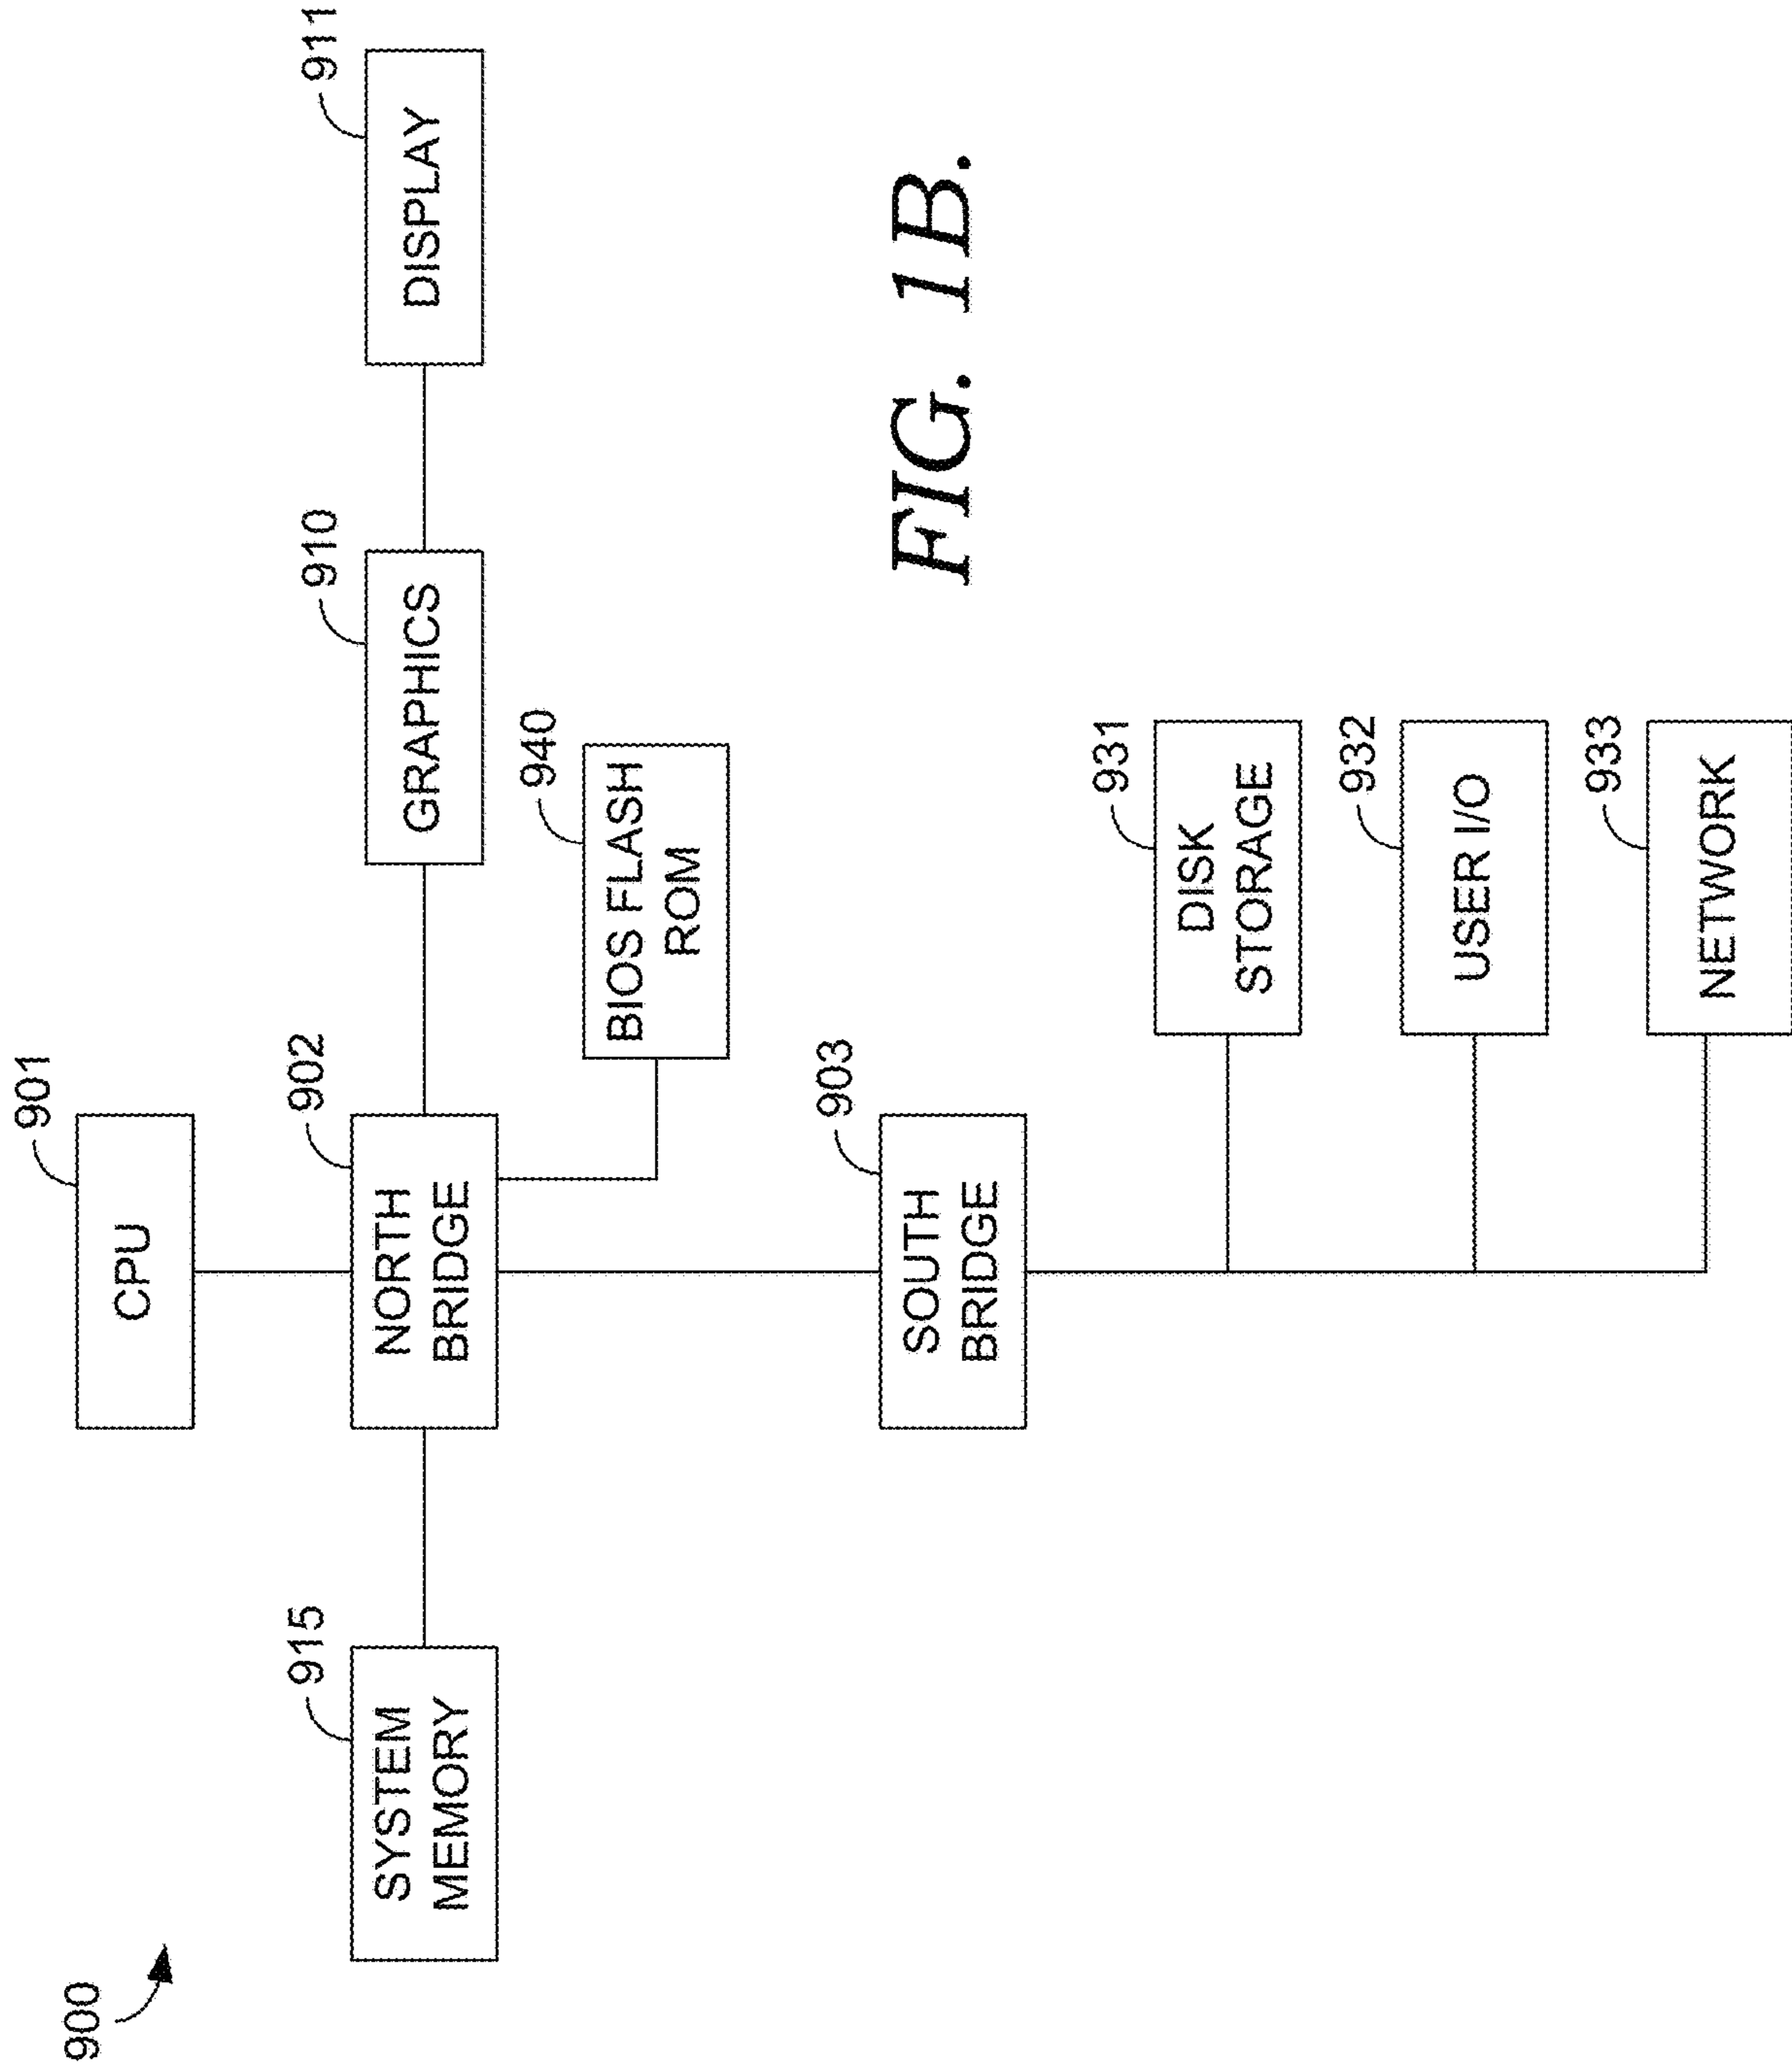 900
901
CPU
915
SYSTEM
MEMORY
902
NORTH
BRIDGE
910
GRAPHICS
911
DISPLAY
940
BIOS FLASH
ROM
903
SOUTH
BRIDGE
931
DISK
STORAGE
932
USER I/O
933
NETWORK
FIG. 1B.